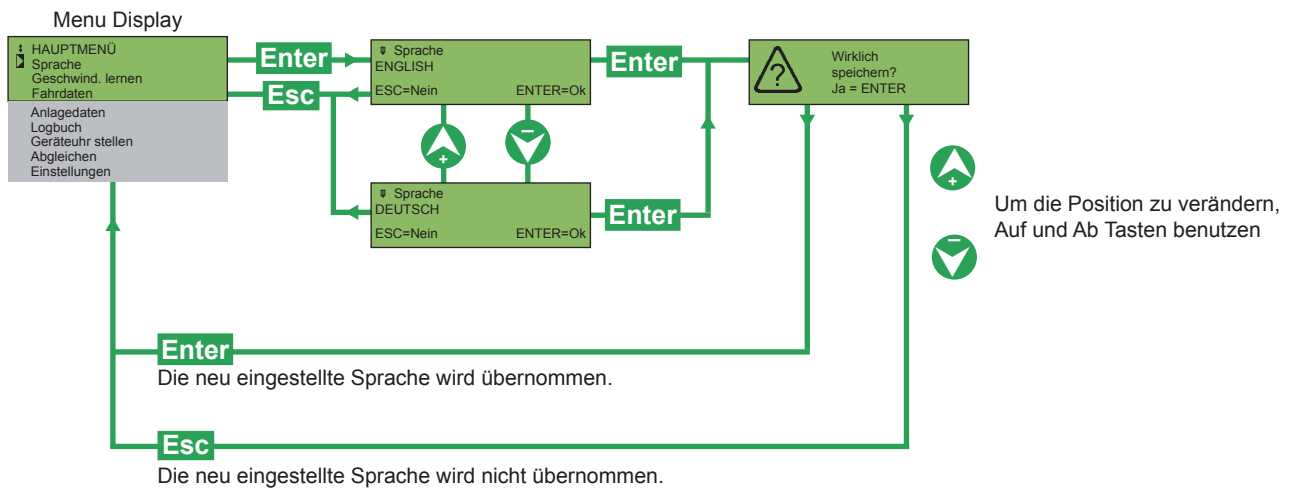 Menu Display
HAUPTMENÜ
Sprache
Geschwind. lernen
Fahrdaten
Anlagedaten
Logbuch
Geräteuhr stellen
Abgleichen
Einstellungen
Enter
Esc
Sprache
ENGLISH
ESC=Nein ENTER=Ok
Enter
+
−
Sprache
DEUTSCH
ESC=Nein ENTER=Ok
Enter
?
Wirklich
speichern?
Ja = ENTER
+
−
Um die Position zu verändern,
Auf und Ab Tasten benutzen
Enter
Die neu eingestellte Sprache wird übernommen.
Esc
Die neu eingestellte Sprache wird nicht übernommen.